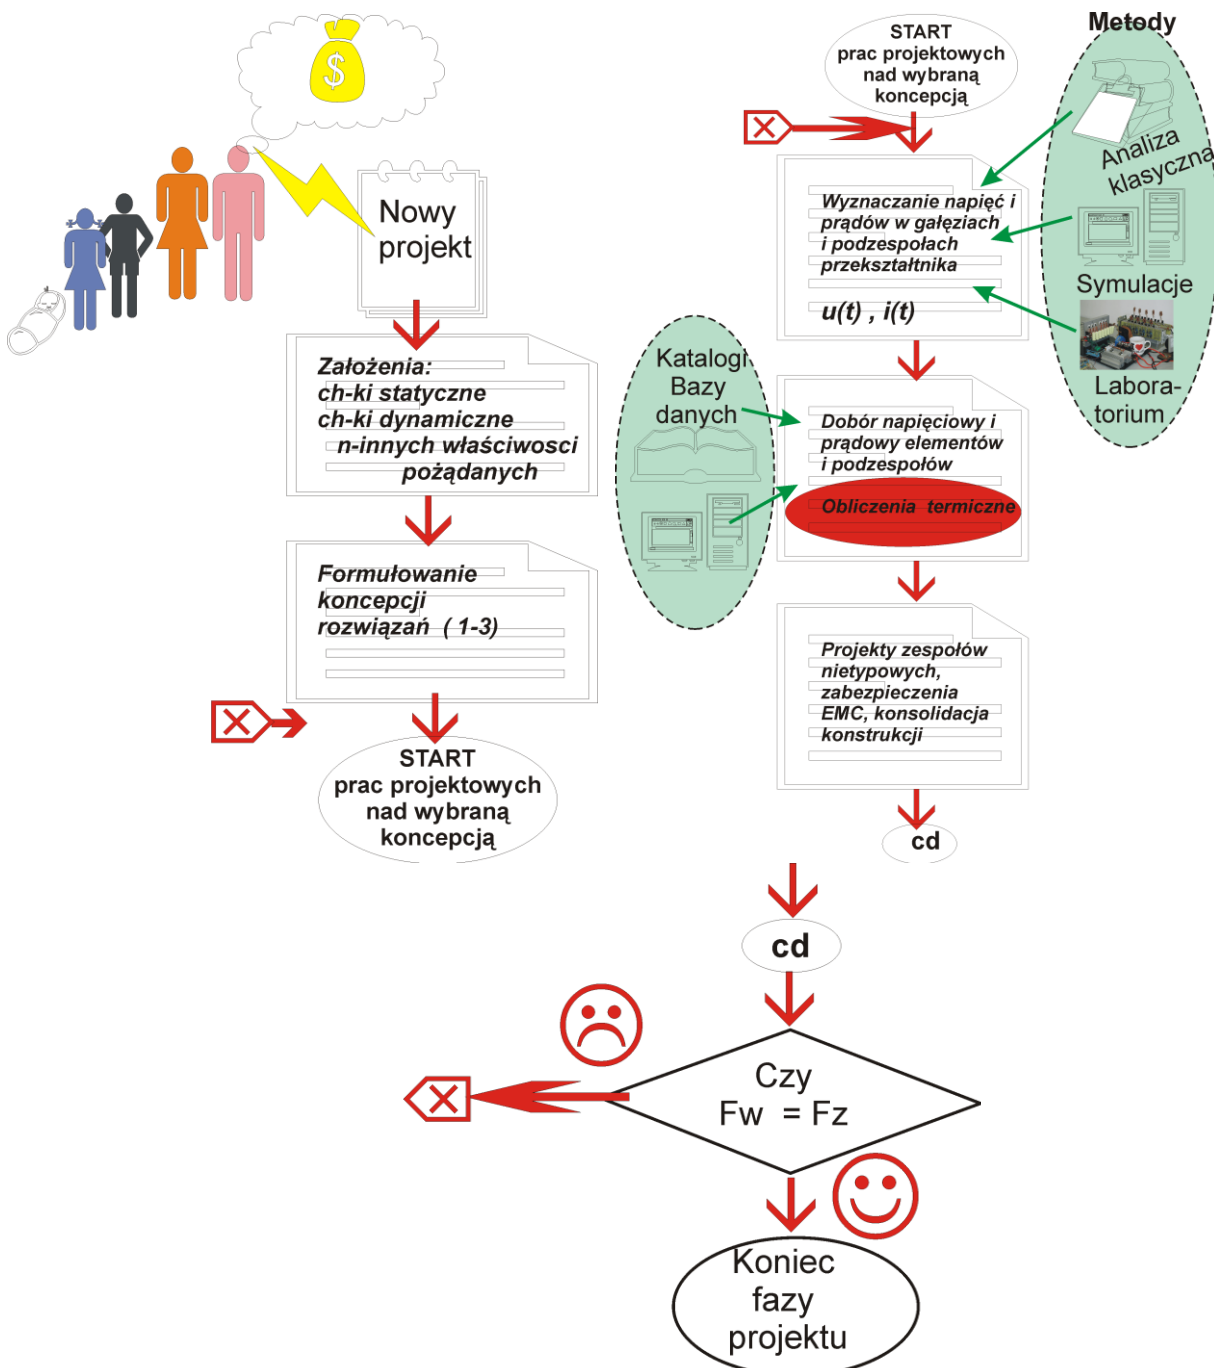 $
Nowy
projekt
Założenia:
ch-ki statyczne
ch-ki dynamiczne
n-innych właściwosci
pożądanych
Formułowanie
koncepcji
rozwiązań ( 1-3)
START
prac projektowych
nad wybraną
koncepcją
START
prac projektowych
nad wybraną
koncepcją
Metody
Analiza
klasyczna
Symulacje
Labora-
torium
Wyznaczanie napięć i
prądów w gałęziach
i podzespołach
przekształtnika
u(t) , i(t)
Katalogi
Bazy
danych
Dobór napięciowy i
prądowy elementów
i podzespołów
Obliczenia termiczne
Projekty zespołów
nietypowych,
zabezpieczenia
EMC, konsolidacja
konstrukcji
cd
cd
Czy
Fw = Fz
Koniec
fazy
projektu